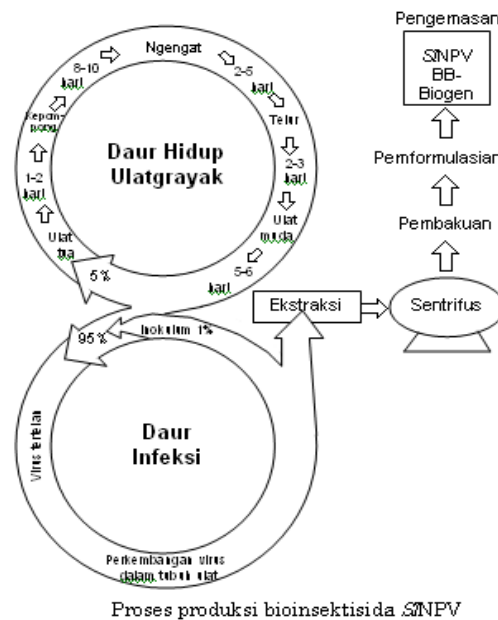 Pengemasan
SlNPV
BB-
Biogen
Pemformulasian
Pembakuan
Sentrifus
Ekstraksi
Ngengat
2-5
hari
Telur
2-3
hari
Ulat
muda
5-6
hari
5%
Ulat
tua
1-2
hari
Kepom-
pong
8-10
hari
Daur Hidup
Ulatgrayak
95%
Inokulum 1%
Virus tertelan
Daur
Infeksi
Perkembangan virus
dalam tubuh ulat
Proses produksi bioinsektisida SlNPV